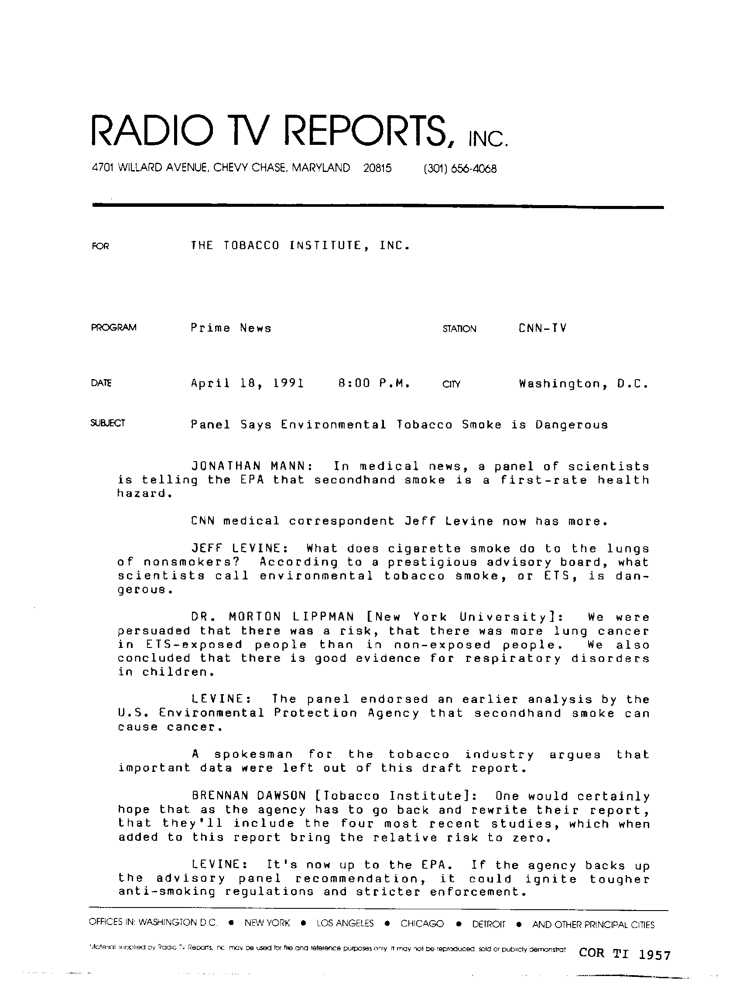 RADIO TV REPORTS, INC.
4701 WILLARD AVENUE, CHEVY CHASE, MARYLAND 20815 (301) 656-4068
FOR THE TOBACCO INSTITUTE, INC.
PROGRAM Prime News STATION CNN-TV
DATE April 18, 1991 8:00 P.M. CITY Washington, D.C.
SUBJECT Panel Says Environmental Tobacco Smoke is Dangerous
JONATHAN MANN: In medical news, a panel of scientists
is telling the EPA that secondhand smoke is a first-rate health
hazard.
CNN medical correspondent Jeff Levine now has more.
JEFF LEVINE: What does cigarette smoke do to the lungs
of nonsmokers? According to a prestigious advisory board, what
scientists call environmental tobacco smoke, or ETS, is dan-
gerous.
DR. MORTON LIPPMAN [New York University]: We were
persuaded that there was a risk, that there was more lung cancer
in ETS-exposed people than in non-exposed people. We also
concluded that there is good evidence for respiratory disorders
in children.
LEVINE: The panel endorsed an earlier analysis by the
U.S. Environmental Protection Agency that secondhand smoke can
cause cancer.
A spokesman for the tobacco industry argues that
important data were left out of this draft report.
BRENNAN DAWSON [Tobacco Institute]: One would certainly
hope that as the agency has to go back and rewrite their report,
that they'll include the four most recent studies, which when
added to this report bring the relative risk to zero.
LEVINE: It's now up to the EPA. If the agency backs up
the advisory panel recommendation, it could ignite tougher
anti-smoking regulations and stricter enforcement.
OFFICES IN: WASHINGTON D.C. ● NEW YORK ● LOS ANGELES ● CHICAGO ● DETROIT ● AND OTHER PRINCIPAL CITIES
Material supplied by Radio TV Reports, Inc. may be used for file and reference purposes only. It may not be reproduced, sold or publicly demonstrat COR TI 1957